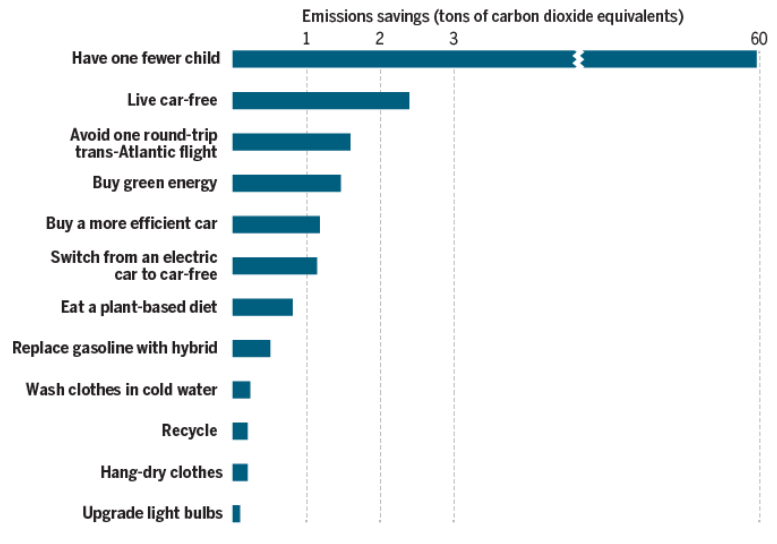 Emissions savings (tons of carbon dioxide equivalents)
1 2 3 60
Have one fewer child
Live car-free
Avoid one round-trip
trans-Atlantic flight
Buy green energy
Buy a more efficient car
Switch from an electric
car to car-free
Eat a plant-based diet
Replace gasoline with hybrid
Wash clothes in cold water
Recycle
Hang-dry clothes
Upgrade light bulbs